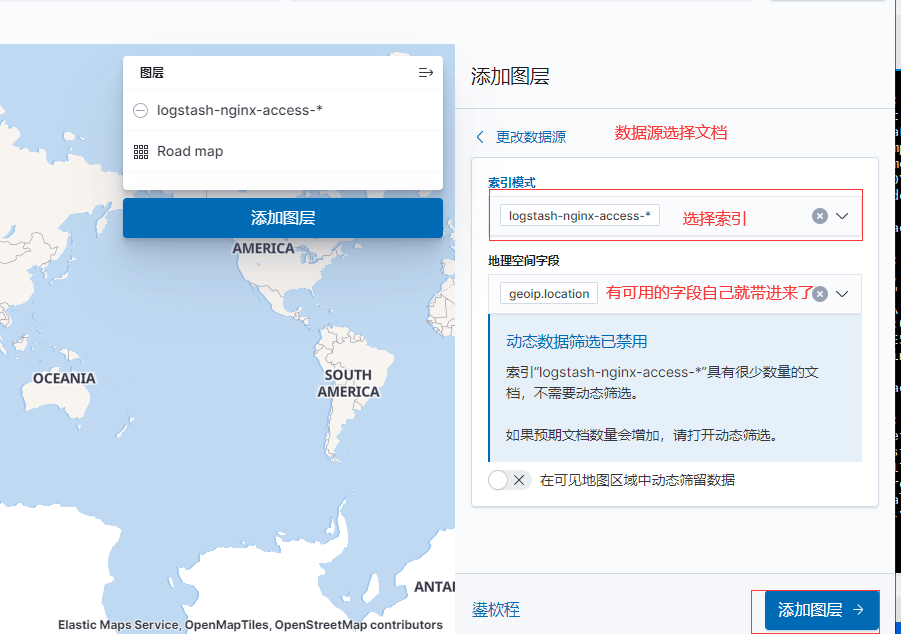 图层
logstash-nginx-access-*
Road map
添加图层
AMERICA
OCEANIA
SOUTH
AMERICA
Elastic Maps Service, OpenMapTiles, OpenStreetMap contributors
添加图层
更改数据源
数据源选择文档
索引模式
logstash-nginx-access-*
选择索引
地理空间字段
geoip.location
有可用的字段自己就带进来了
动态数据筛选已禁用
索引“logstash-nginx-access-*”具有很少数量的文
档，不需要动态筛选。
如果预期文档数量会增加，请打开动态筛选。
在可见地图区域中动态筛留数据
添加图层